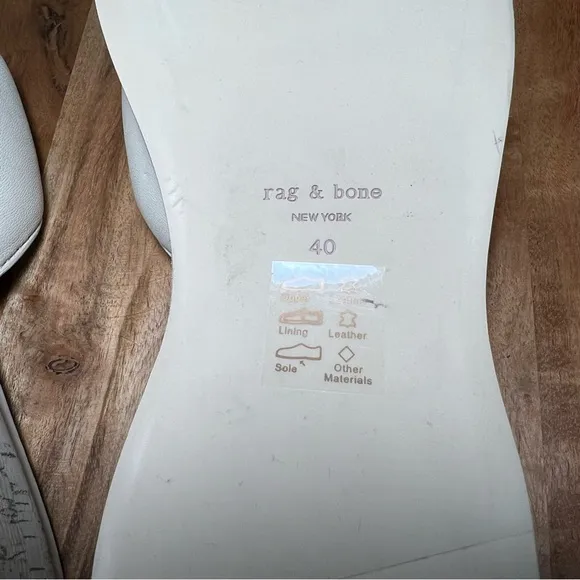 rag & bone
NEW YORK
40
Lining Leather
Sole Other
Materials